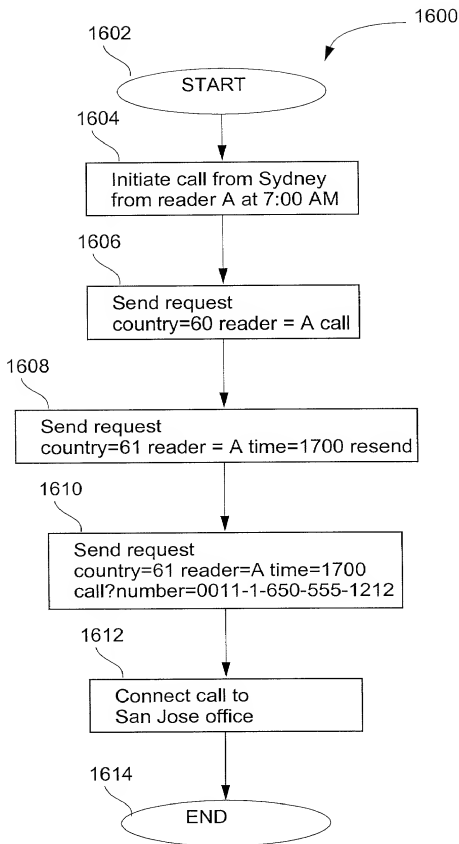 1600
1602
START
1604
Initiate call from Sydney
from reader A at 7:00 AM
1606
Send request
country=60 reader = A call
1608
Send request
country=61 reader = A time=1700 resend
1610
Send request
country=61 reader=A time=1700
call?number=0011-1-650-555-1212
1612
Connect call to
San Jose office
1614
END